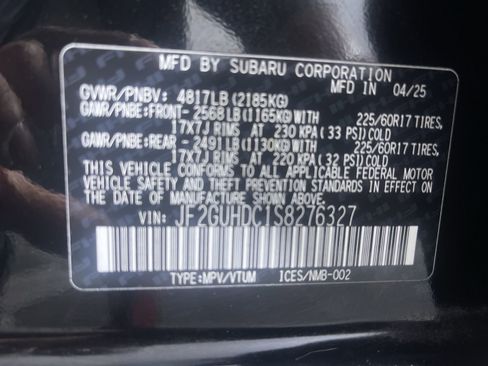 MFD BY SUBARU CORPORATION
MFD IN 04/25
GVWR/PNBV: 4817LB(2185KG)
GAWR/PNBE:FRONT- 2568LB(1165KG)WITH 225/60R17 TIRES,
17X7J RIMS AT 230 KPA(33 PSI)COLD
GAWR/PNBE:REAR - 2491LB(1130KG)WITH 225/60R17 TIRES,
17X7J RIMS AT 220 KPA(32 PSI)COLD
THIS VEHICLE CONFORMS TO ALL APPLICABLE FEDERAL MOTOR
VEHICLE SAFETY STANDARDS IN EFFECT ON
THE DATE OF MANUFACTURE SHOWN ABOVE.
VIN: JF2GUHDC1S8276327
TYPE:MPV/VTUM ICES/NMB-002